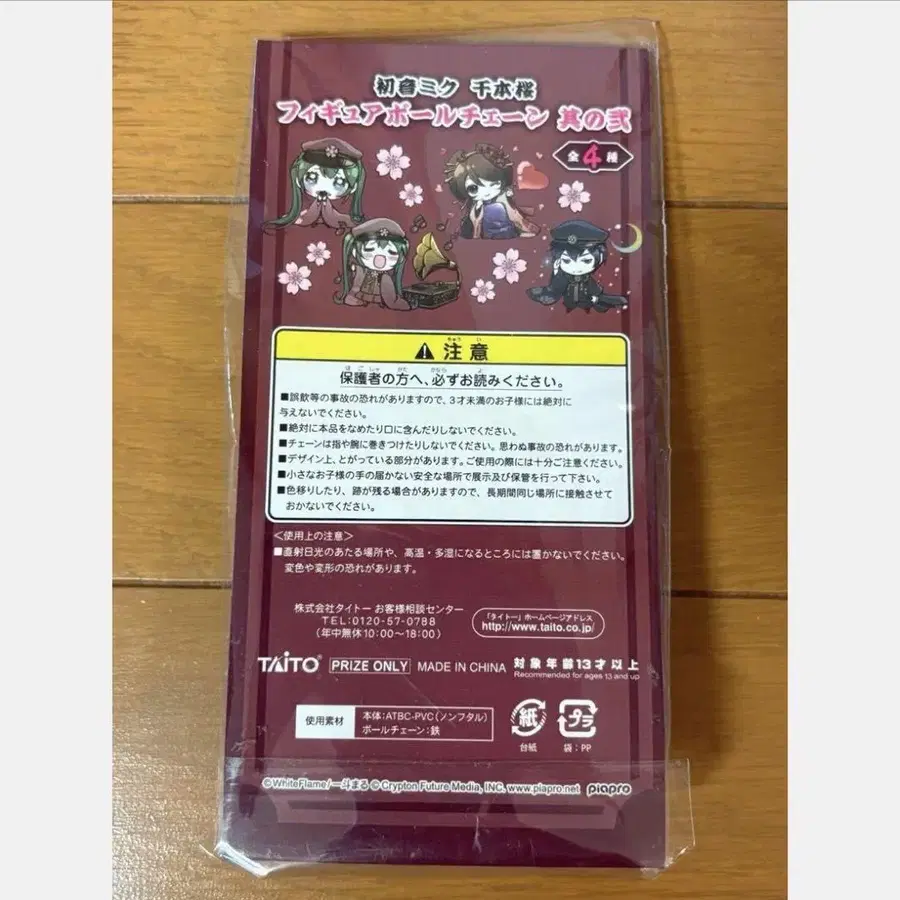 初音ミク 千本桜
フィギュアボールチェーン 其の弐
全4種
⚠注意
保護者の方へ、必ずお読みください。
■誤飲等の事故の恐れがありますので、3才未満のお子様には絶対に
与えないでください。
■絶対に本品をなめたり口に含んだりしないでください。
■チェーンは指や腕に巻きつけたりしないでください。思わぬ事故の恐れがあります。
■デザイン上、とがっている部分があります。ご使用の際には十分ご注意ください。
■小さなお子様の手の届かない安全な場所で展示及び保管を行って下さい。
■色移りしたり、跡が残る場合がありますので、長期間同じ場所に接触させて
おかないでください。
<使用上の注意>
■直射日光のあたる場所や、高温・多湿になるところには置かないでください。
変色や変形の恐れがあります。
株式会社タイトー お客様相談センター
TEL:0120-57-0788
(年中無休10:00〜18:00)
「タイトー」ホームページアドレス
http://www.taito.co.jp/
TAITO® PRIZE ONLY MADE IN CHINA 対象年齢13才以上
Recommended for ages 13 and up
使用素材
本体:ATBC-PVC(ノンフタル)
ボールチェーン:鉄
紙
台紙
プラ
袋:PP
©WhiteFlame/一斗まる © Crypton Future Media, INC. www.piapro.net piapro